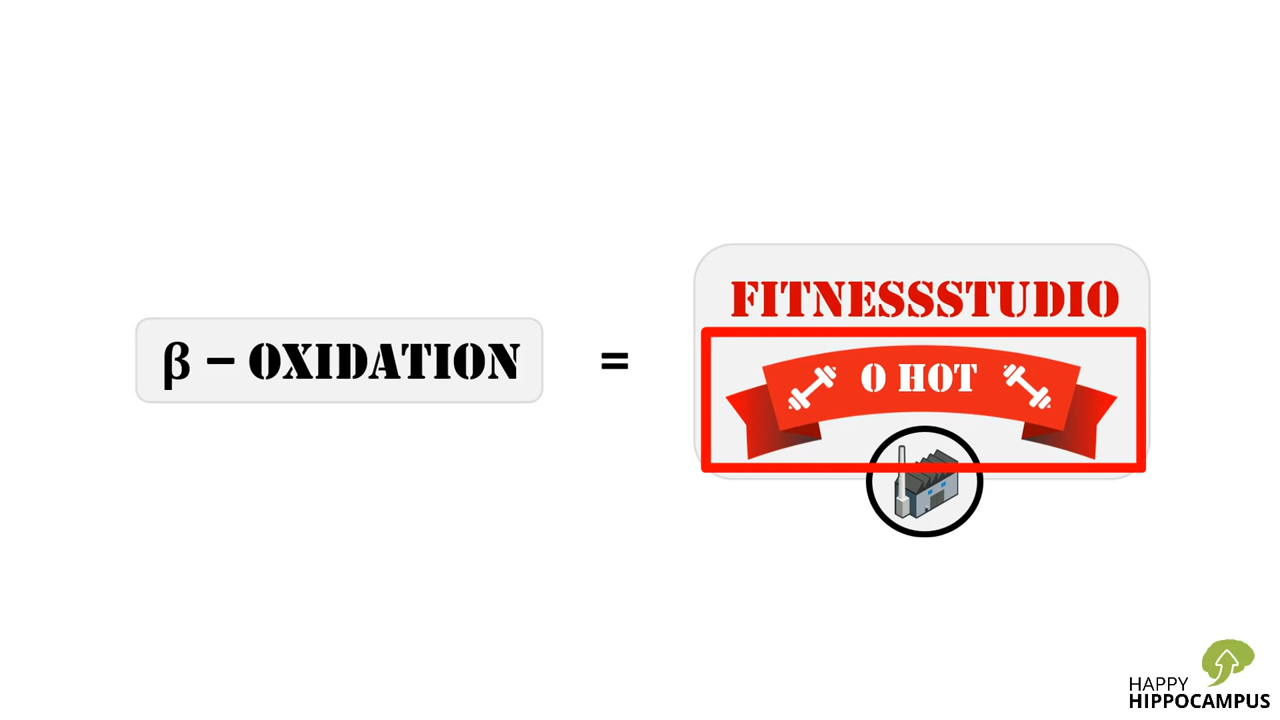 β – OXIDATION
=
FITNESSSTUDIO
O HOT
HAPPY
HIPPOCAMPUS